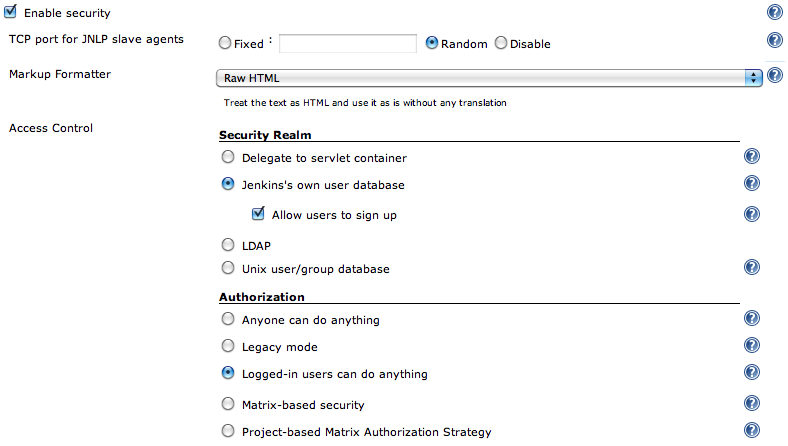 Enable security
TCP port for JNLP slave agents
Fixed : Random Disable
Markup Formatter
Raw HTML
Treat the text as HTML and use it as is without any translation
Access Control
Security Realm
Delegate to servlet container
Jenkins's own user database
Allow users to sign up
LDAP
Unix user/group database
Authorization
Anyone can do anything
Legacy mode
Logged-in users can do anything
Matrix-based security
Project-based Matrix Authorization Strategy